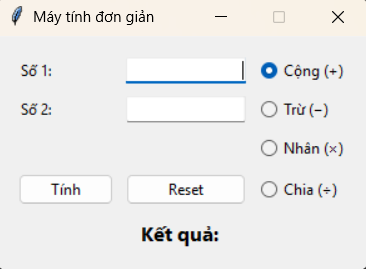 Máy tính đơn giản
Số 1:
Cộng (+)
Số 2:
Trừ (−)
Nhân (×)
Tính
Reset
Chia (÷)
Kết quả: